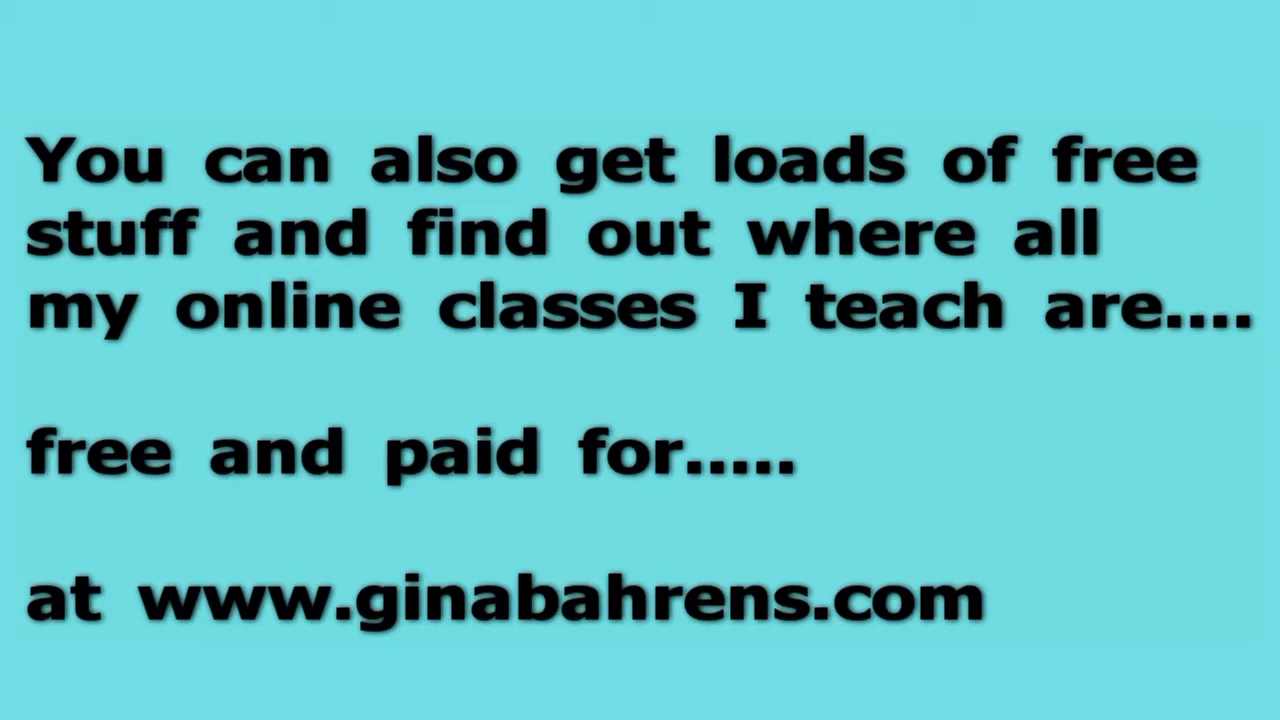 You can also get loads of free
stuff and find out where all
my online classes I teach are....
free and paid for.....
at www.ginabahrens.com